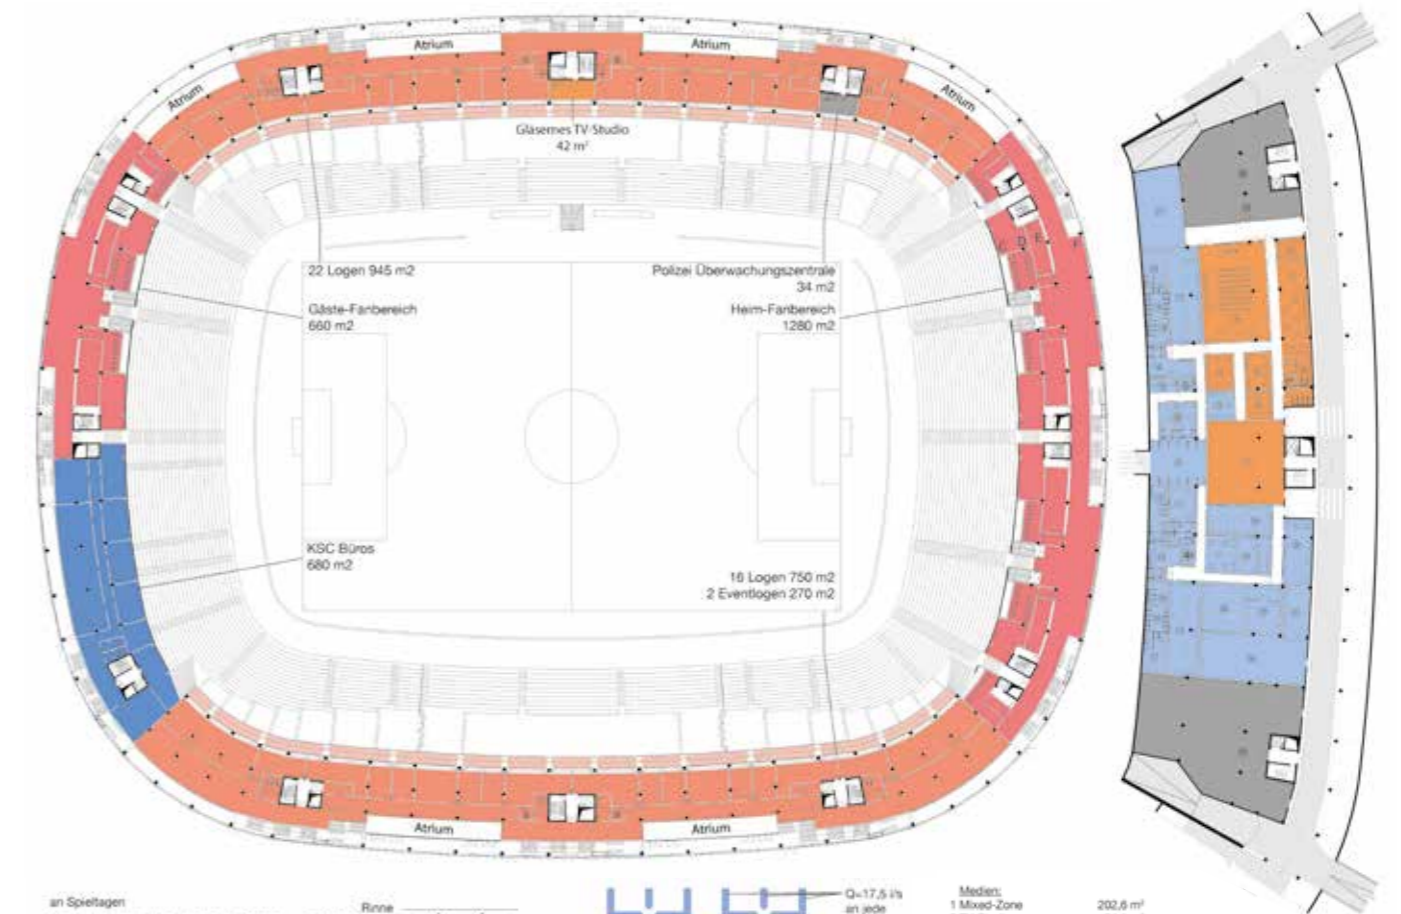 Atrium
Atrium
Atrium
Atrium
Gläsernes TV-Studio
42 m²
22 Logen 945 m2
Polizei Überwachungszentrale
34 m2
Gäste-Fanbereich
660 m2
Heim-Fanbereich
1280 m2
KSC Büros
680 m2
16 Logen 750 m2
2 Eventlogen 270 m2
Atrium
Atrium
an Spieltagen
Rinne
Q=17,5 l/s
an jede
Medien:
1 Mixed-Zone 202,6 m²